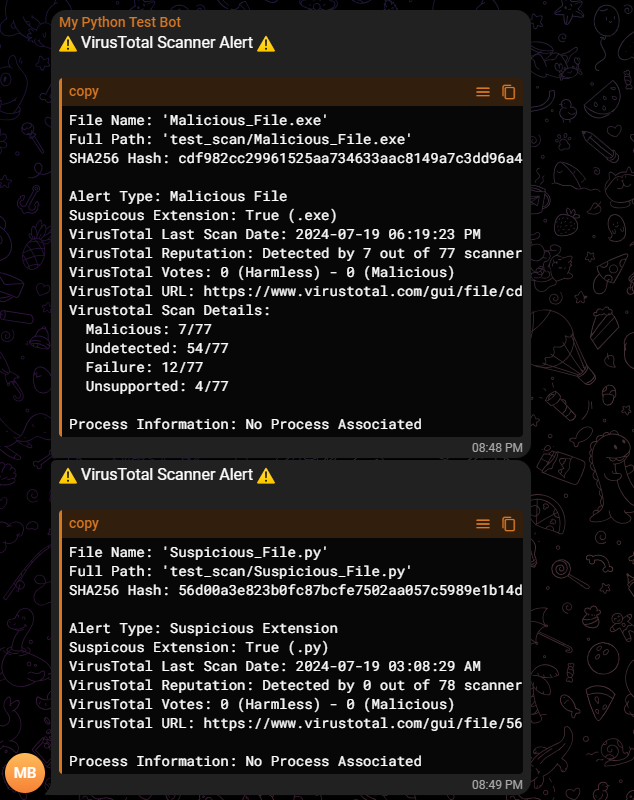 My Python Test Bot
⚠️ VirusTotal Scanner Alert ⚠️
copy
File Name: 'Malicious_File.exe'
Full Path: 'test_scan/Malicious_File.exe'
SHA256 Hash: cdf982cc29961525aa734633aac8149a7c3dd96a4
Alert Type: Malicious File
Suspicous Extension: True (.exe)
VirusTotal Last Scan Date: 2024-07-19 06:19:23 PM
VirusTotal Reputation: Detected by 7 out of 77 scanner
VirusTotal Votes: 0 (Harmless) - 0 (Malicious)
VirusTotal URL: https://www.virustotal.com/gui/file/cd
Virustotal Scan Details:
Malicious: 7/77
Undetected: 54/77
Failure: 12/77
Unsupported: 4/77
Process Information: No Process Associated
08:48 PM
⚠️ VirusTotal Scanner Alert ⚠️
copy
File Name: 'Suspicious_File.py'
Full Path: 'test_scan/Suspicious_File.py'
SHA256 Hash: 56d00a3e823b0fc87bcfe7502aa057c5989e1b14d
Alert Type: Suspicious Extension
Suspicous Extension: True (.py)
VirusTotal Last Scan Date: 2024-07-19 03:08:29 AM
VirusTotal Reputation: Detected by 0 out of 78 scanner
VirusTotal Votes: 0 (Harmless) - 0 (Malicious)
VirusTotal URL: https://www.virustotal.com/gui/file/56
Process Information: No Process Associated
MB
08:49 PM